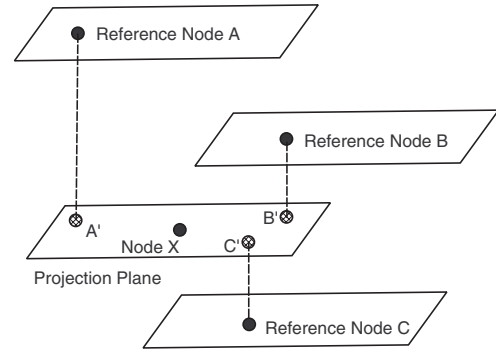 Reference Node A
Reference Node B
A'
B'
Node X
C'
Projection Plane
Reference Node C